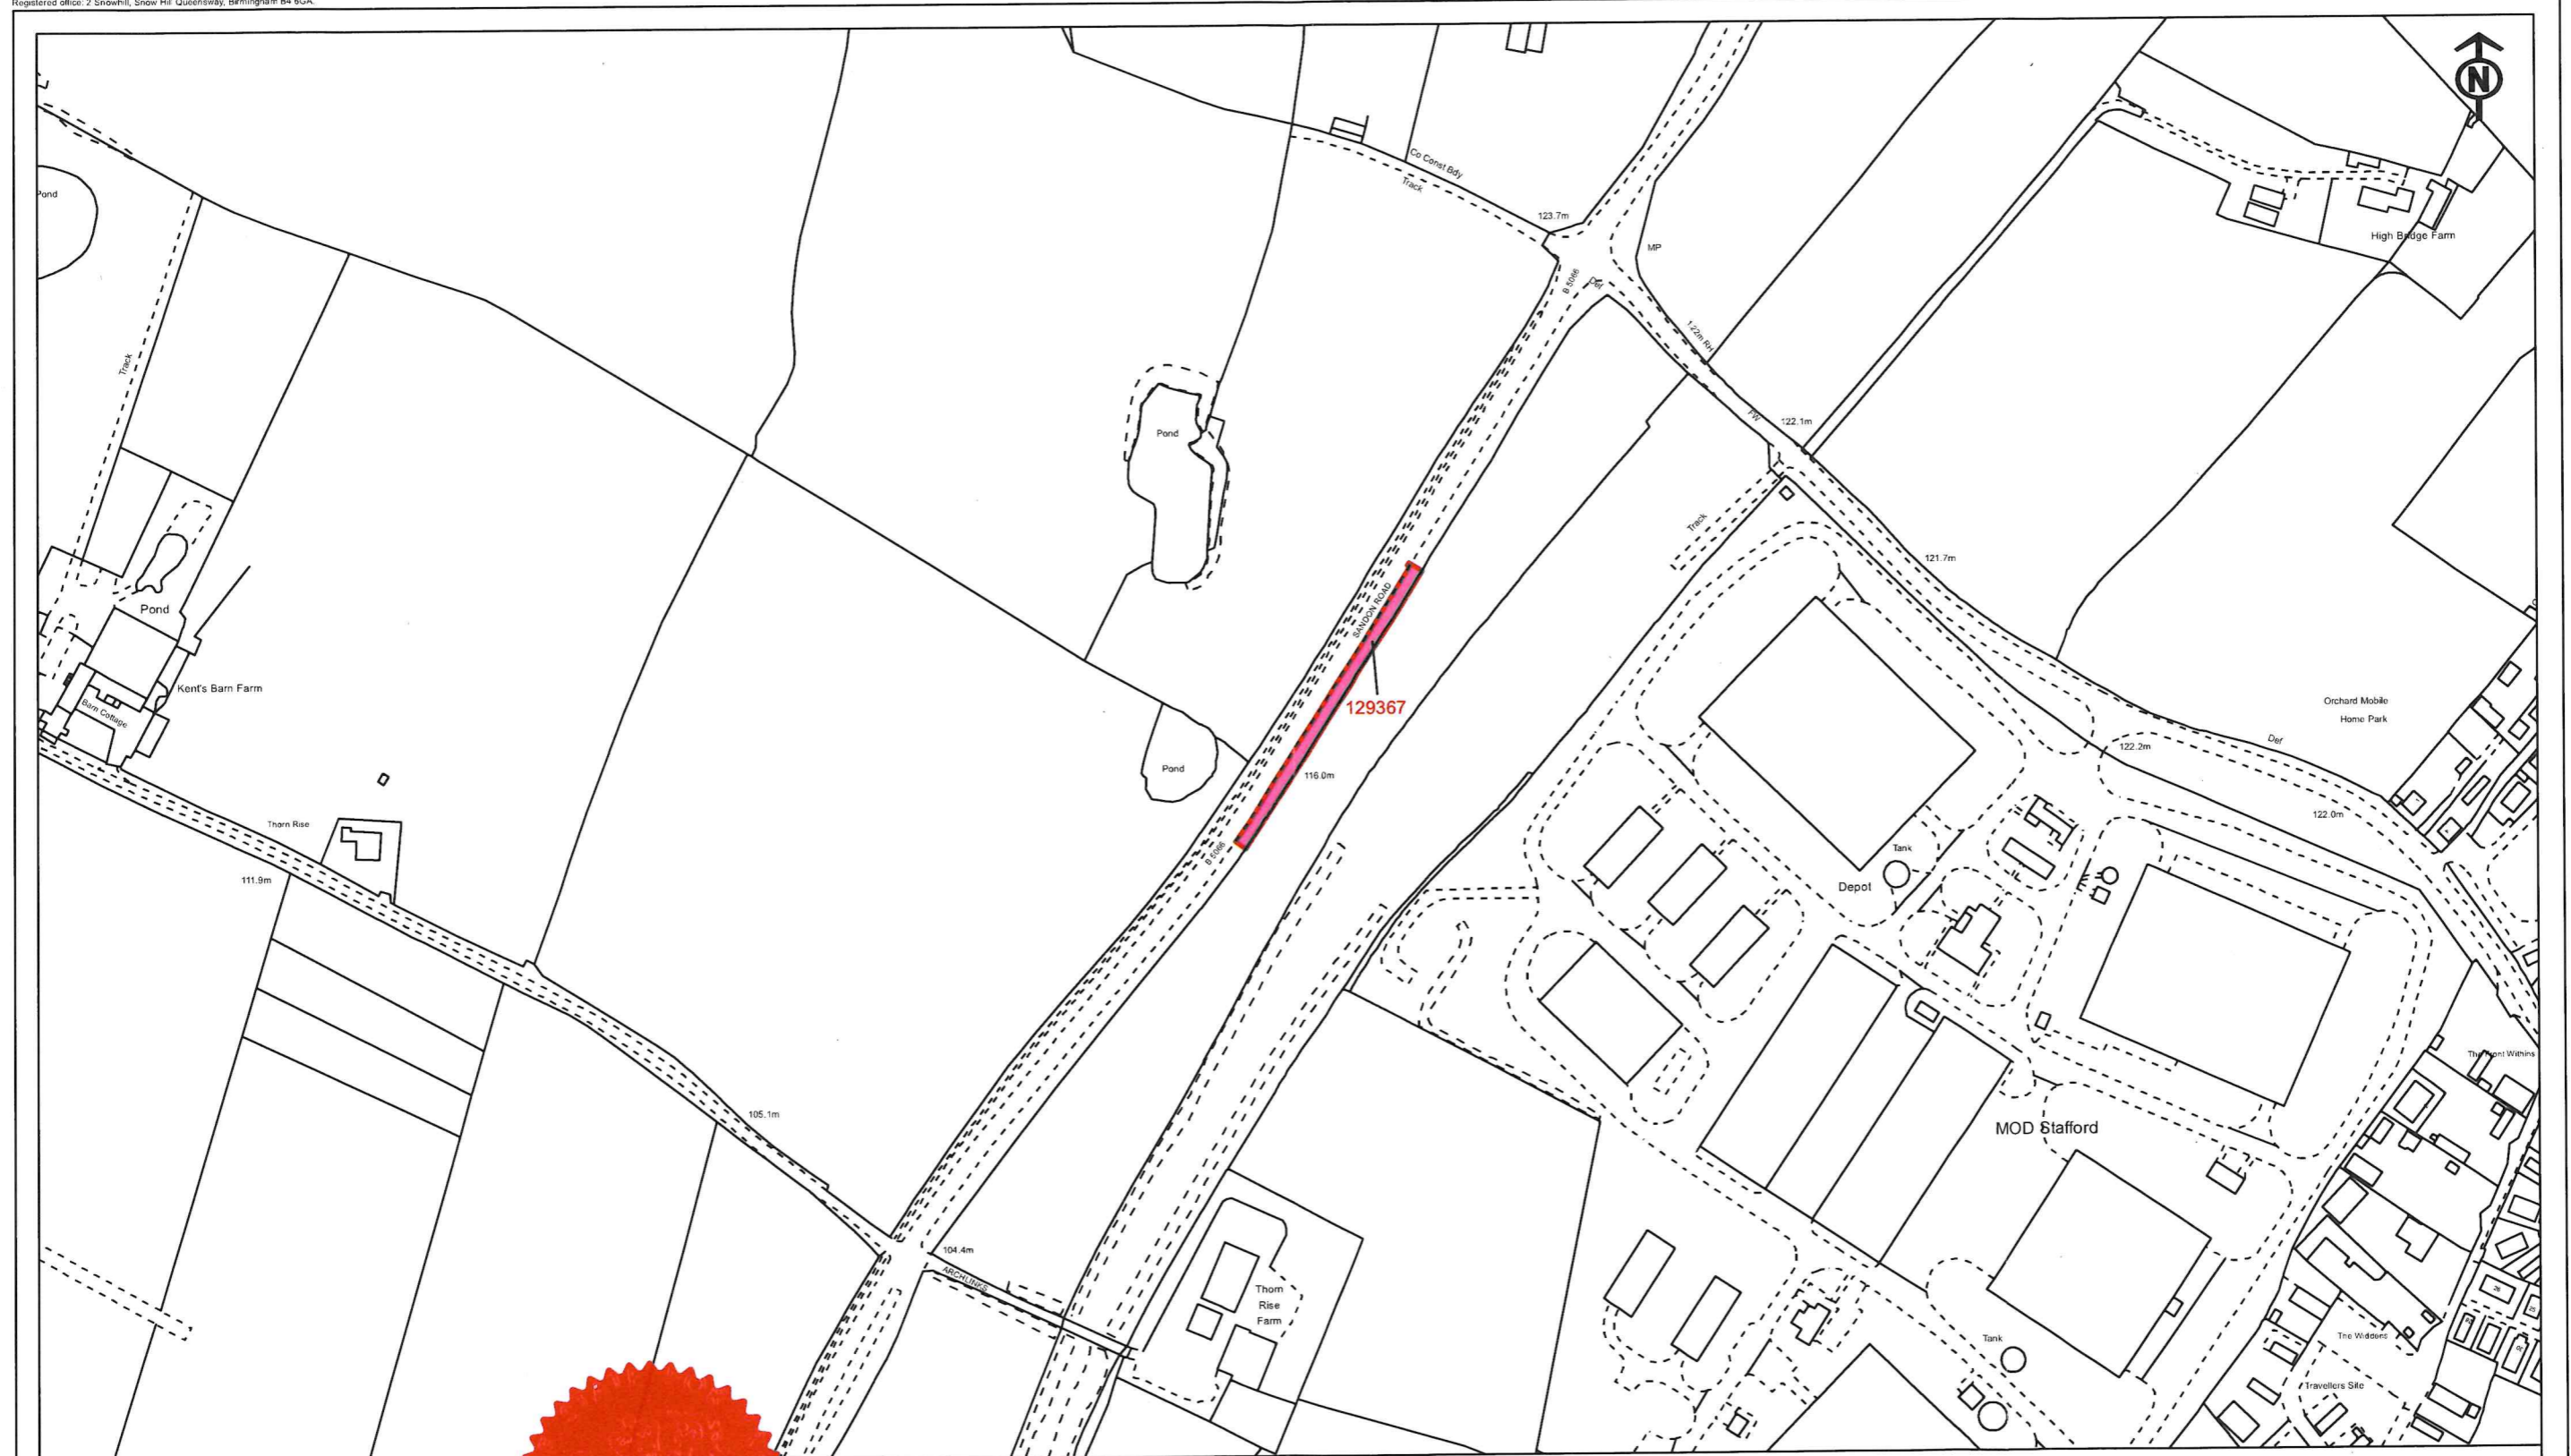 Registered office: 2 Snowhill, Snow Hill Queensway, Birmingham B4 6GA.
N
Pond
Co Const Bdy
Track
123.7m
MP
High Bridge Farm
B 5066
Def
122m RH
Track
FW
122.1m
Pond
Track
121.7m
SANDON ROAD
Pond
Kent's Barn Farm
Barn Cottage
129367
Orchard Mobile
Home Park
Def
122.2m
Pond
116.0m
122.0m
Thorn Rise
B 5066
Tank
111.9m
Depot
The Front Withins
105.1m
MOD Stafford
104.4m
ARCHLINKS
Thorn
Rise
Farm
26
Tank
The Widdens
Travellers Site